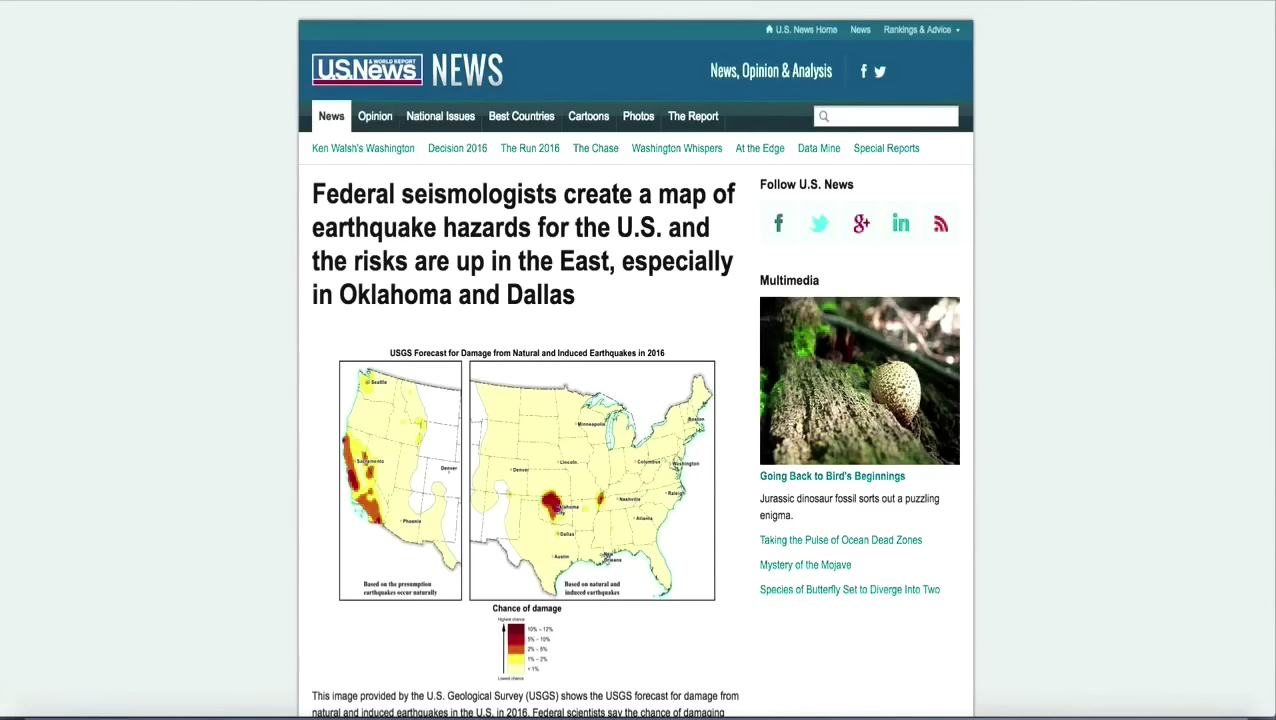 U.S. News Home News Rankings & Advice
U.S.News & WORLD REPORT NEWS
News, Opinion & Analysis
News Opinion National Issues Best Countries Cartoons Photos The Report
Ken Walsh's Washington Decision 2016 The Run 2016 The Chase Washington Whispers At the Edge Data Mine Special Reports
Federal seismologists create a map of
earthquake hazards for the U.S. and
the risks are up in the East, especially
in Oklahoma and Dallas
USGS Forecast for Damage from Natural and Induced Earthquakes in 2016
Seattle
Sacramento
Denver
Phoenix
Based on the presumption
earthquakes occur naturally
Minneapolis
Boston
Lincoln
Columbus
Washington
Denver
Raleigh
Nashville
Oklahoma
City
Atlanta
Dallas
Austin
New
Orleans
Based on natural and
induced earthquakes
Chance of damage
Highest chance
10% – 12%
5% – 10%
2% – 5%
1% – 2%
< 1%
Lowest chance
This image provided by the U.S. Geological Survey (USGS) shows the USGS forecast for damage from
natural and induced earthquakes in the U.S. in 2016. Federal scientists say the chance of damaging
Follow U.S. News
f g+ in
Multimedia
Going Back to Bird's Beginnings
Jurassic dinosaur fossil sorts out a puzzling
enigma.
Taking the Pulse of Ocean Dead Zones
Mystery of the Mojave
Species of Butterfly Set to Diverge Into Two